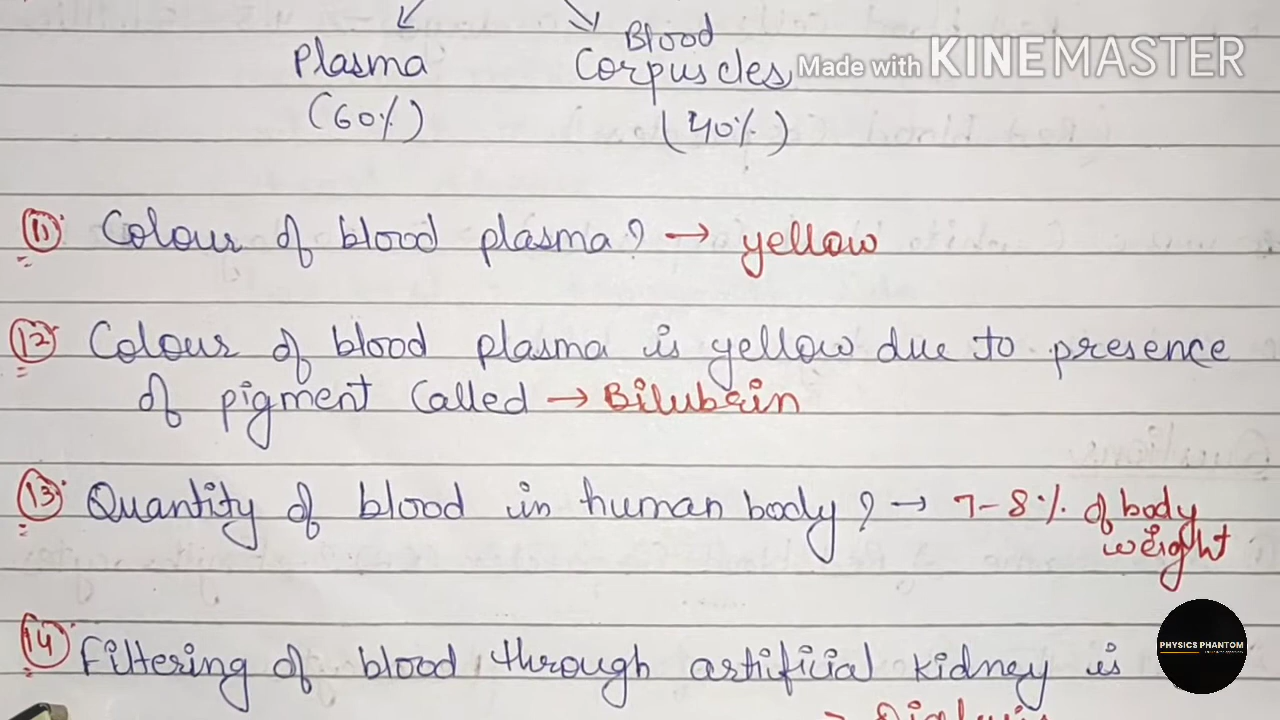 Plasma
(60%)
Blood
Corpuscles
(40%)
Made with KINEMASTER
11 Colour of blood plasma? → yellow
12 Colour of blood plasma is yellow due to presence
of pigment Called → Bilubrin
13 Quantity of blood in human body? → 7-8% of body
weight
14 Filtering of blood through artificial kidney is
→ Dialysis
PHYSICS PHANTOM